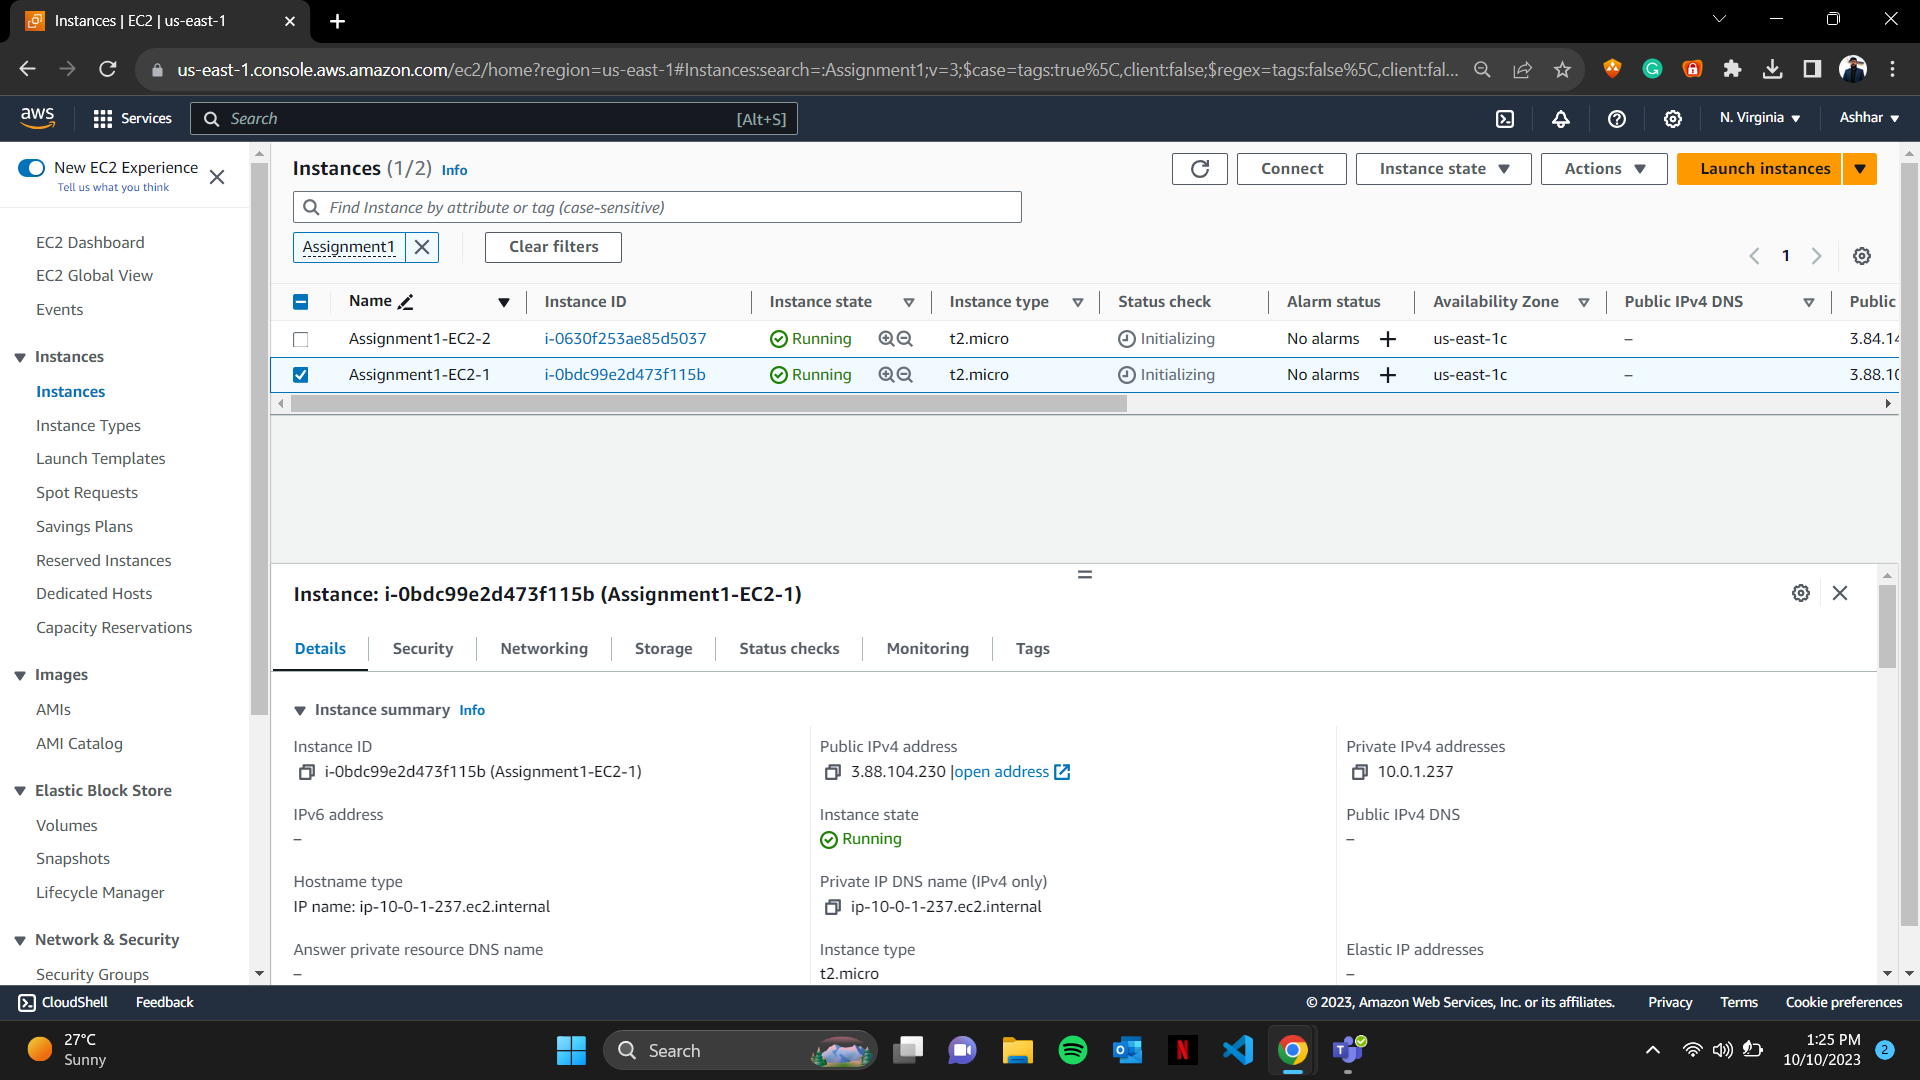 Instances | EC2 | us-east-1
us-east-1.console.aws.amazon.com/ec2/home?region=us-east-1#Instances:search=:Assignment1;v=3;$case=tags:true%5C,client:false;$regex=tags:false%5C,client:fal...
aws
Services
Search
[Alt+S]
N. Virginia
Ashhar
New EC2 Experience
Tell us what you think
EC2 Dashboard
EC2 Global View
Events
Instances
Instances
Instance Types
Launch Templates
Spot Requests
Savings Plans
Reserved Instances
Dedicated Hosts
Capacity Reservations
Images
AMIs
AMI Catalog
Elastic Block Store
Volumes
Snapshots
Lifecycle Manager
Network & Security
Security Groups
Instances (1/2) Info
Connect
Instance state
Actions
Launch instances
Find Instance by attribute or tag (case-sensitive)
Assignment1
Clear filters
1
Name Instance ID Instance state Instance type Status check Alarm status Availability Zone Public IPv4 DNS Public
Assignment1-EC2-2 i-0630f253ae85d5037 Running t2.micro Initializing No alarms + us-east-1c – 3.84.14
Assignment1-EC2-1 i-0bdc99e2d473f115b Running t2.micro Initializing No alarms + us-east-1c – 3.88.10
Instance: i-0bdc99e2d473f115b (Assignment1-EC2-1)
Details Security Networking Storage Status checks Monitoring Tags
Instance summary Info
Instance ID
i-0bdc99e2d473f115b (Assignment1-EC2-1)
Public IPv4 address
3.88.104.230 |open address
Private IPv4 addresses
10.0.1.237
IPv6 address
–
Instance state
Running
Public IPv4 DNS
–
Hostname type
IP name: ip-10-0-1-237.ec2.internal
Private IP DNS name (IPv4 only)
ip-10-0-1-237.ec2.internal
Answer private resource DNS name
–
Instance type
t2.micro
Elastic IP addresses
–
CloudShell
Feedback
© 2023, Amazon Web Services, Inc. or its affiliates.
Privacy
Terms
Cookie preferences
27°C
Sunny
Search
1:25 PM
10/10/2023
2